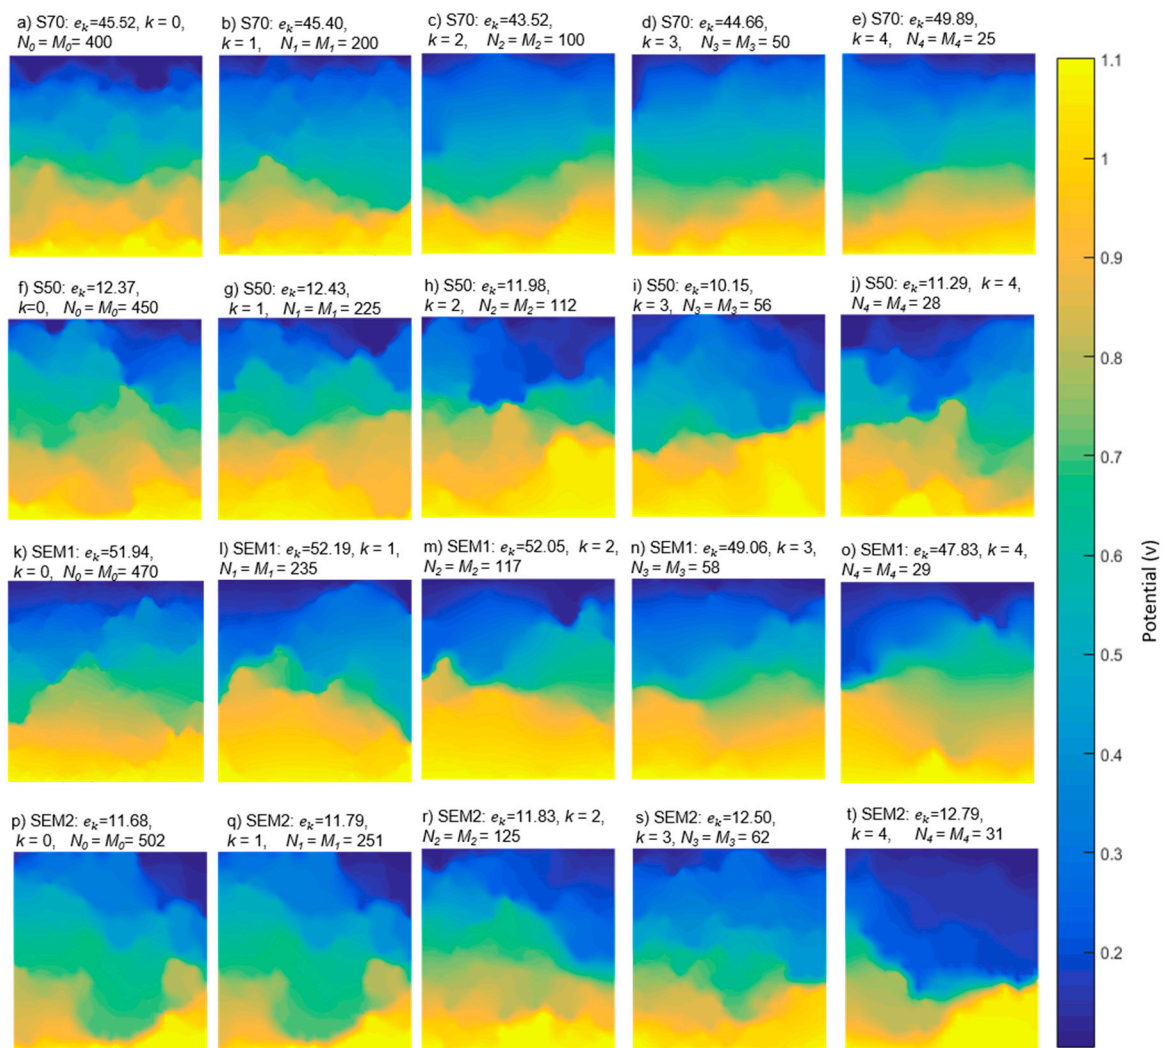 a) S70: eₖ=45.52, k = 0,
N₀ = M₀= 400
b) S70: eₖ=45.40,
k = 1, N₁ = M₁= 200
c) S70: eₖ=43.52,
k = 2, N₂ = M₂= 100
d) S70: eₖ=44.66,
k = 3, N₃ = M₃= 50
e) S70: eₖ=49.89,
k = 4, N₄ = M₄= 25
f) S50: eₖ=12.37,
k=0, N₀ = M₀= 450
g) S50: eₖ=12.43,
k = 1, N₁ = M₁= 225
h) S50: eₖ=11.98,
k = 2, N₂ = M₂= 112
i) S50: eₖ=10.15,
k = 3, N₃ = M₃= 56
j) S50: eₖ=11.29, k = 4,
N₄ = M₄= 28
k) SEM1: eₖ=51.94,
k = 0, N₀ = M₀= 470
l) SEM1: eₖ=52.19, k = 1,
N₁ = M₁= 235
m) SEM1: eₖ=52.05, k = 2,
N₂ = M₂= 117
n) SEM1: eₖ=49.06, k = 3,
N₃ = M₃= 58
o) SEM1: eₖ=47.83, k = 4,
N₄ = M₄= 29
p) SEM2: eₖ=11.68,
k = 0, N₀ = M₀= 502
q) SEM2: eₖ=11.79,
k = 1, N₁ = M₁= 251
r) SEM2: eₖ=11.83, k = 2,
N₂ = M₂= 125
s) SEM2: eₖ=12.50,
k = 3, N₃ = M₃= 62
t) SEM2: eₖ=12.79,
k = 4, N₄ = M₄= 31
1.1
1
0.9
0.8
0.7
0.6
0.5
0.4
0.3
0.2
Potential (v)